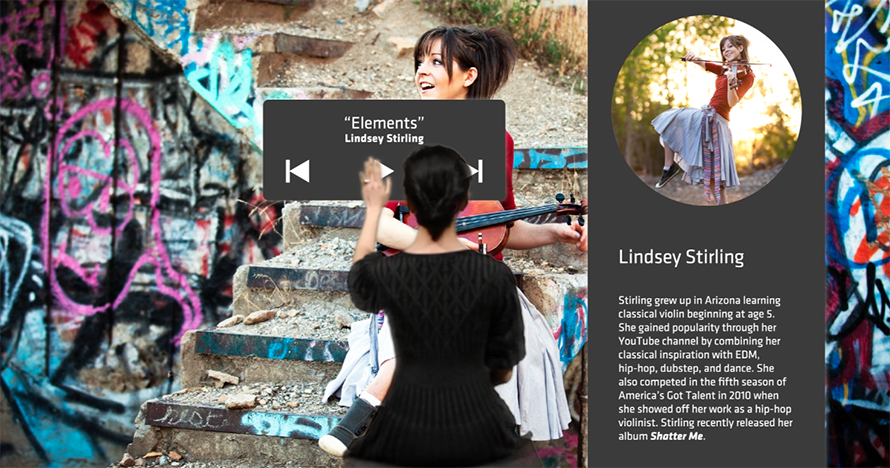 “Elements”
Lindsey Stirling
Lindsey Stirling
Stirling grew up in Arizona learning
classical violin beginning at age 5.
She gained popularity through her
YouTube channel by combining her
classical inspiration with EDM,
hip-hop, dubstep, and dance. She
also competed in the fifth season of
America’s Got Talent in 2010 when
she showed off her work as a hip-hop
violinist. Stirling recently released her
album Shatter Me.